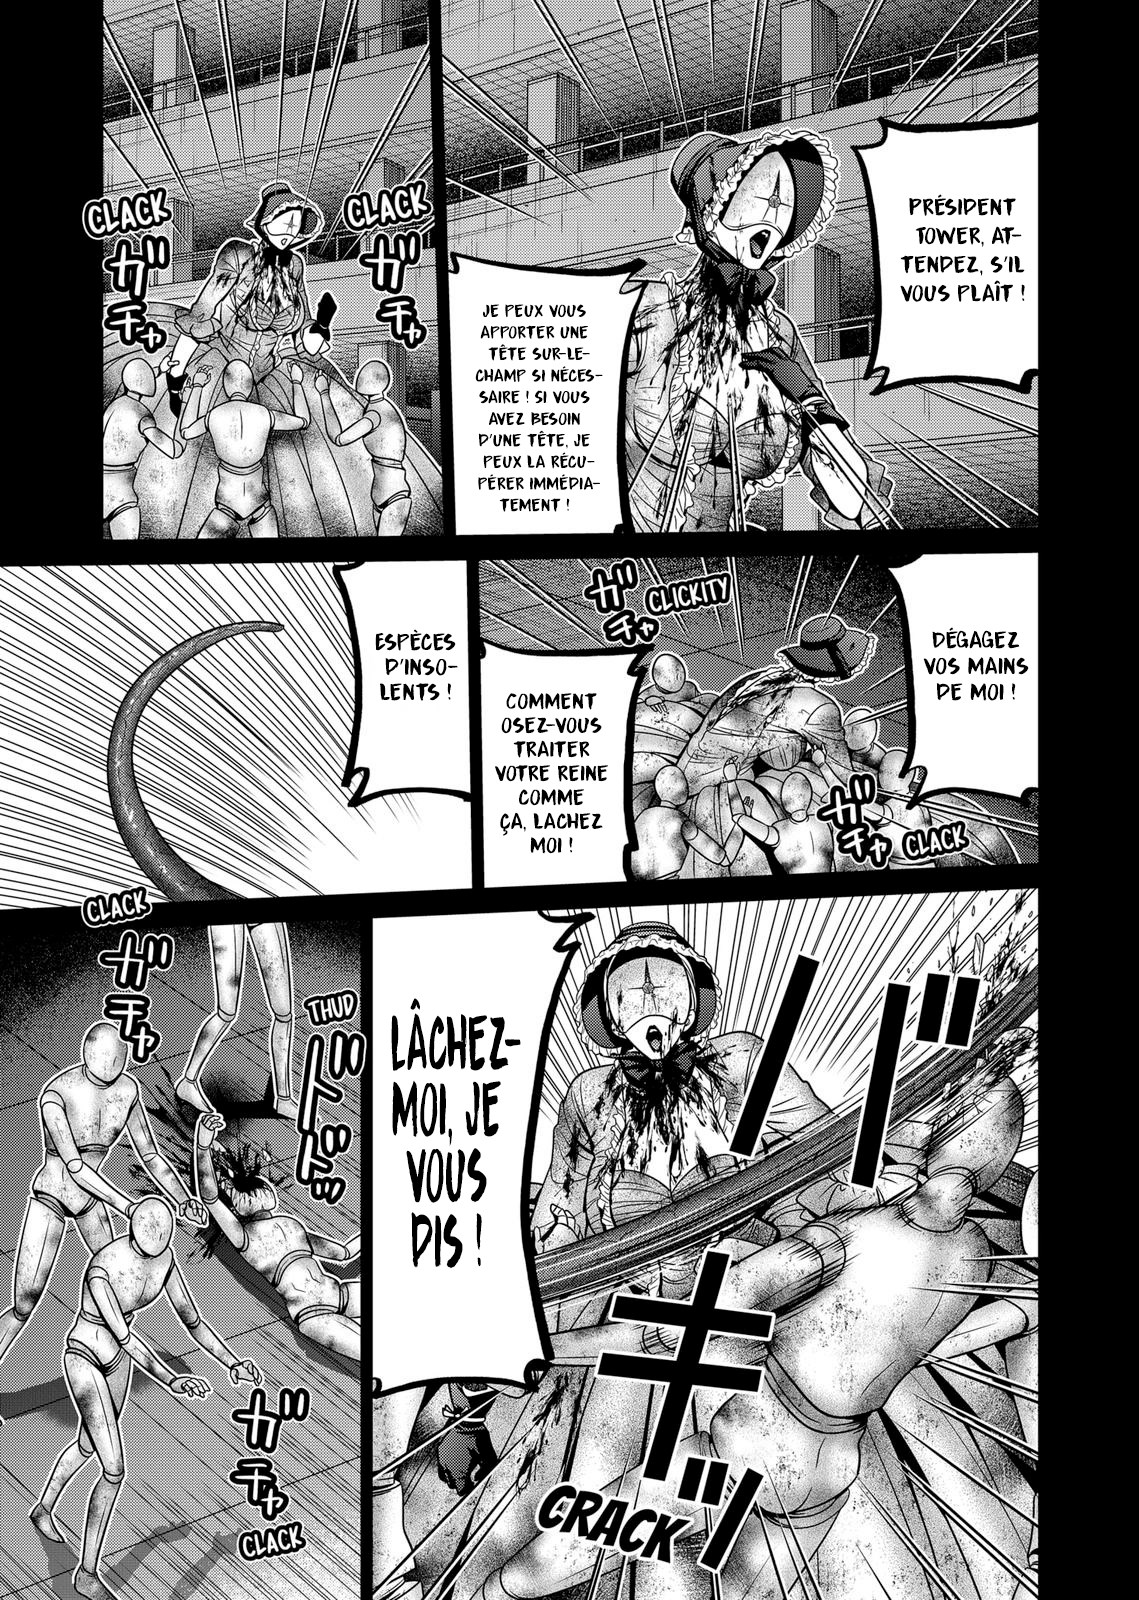 PRÉSIDENT
TOWER, AT-
TENDEZ, S'IL
VOUS PLAÎT !
JE PEUX VOUS
APPORTER UNE
TÊTE SUR-LE-
CHAMP SI NÉCES-
SAIRE ! SI VOUS
AVEZ BESOIN
D'UNE TÊTE, JE
PEUX LA RÉCU-
PÉRER IMMÉDIA-
TEMENT !
CLACK
ガチャ
CLACK
ガチャ
DÉGAGEZ
VOS MAINS
DE MOI !
CLICKITY
ガチャ
CLACK
ガチャ
COMMENT
OSEZ-VOUS
TRAITER
VOTRE REINE
COMME
ÇA, LACHEZ
MOI !
ESPÈCES
D'INSO-
LENTS !
LÂCHEZ-
MOI, JE
VOUS
DIS !
バキッ
CRACK
CLACK
ガチャ
THUD
ドドッ
ガチャ
CLACK